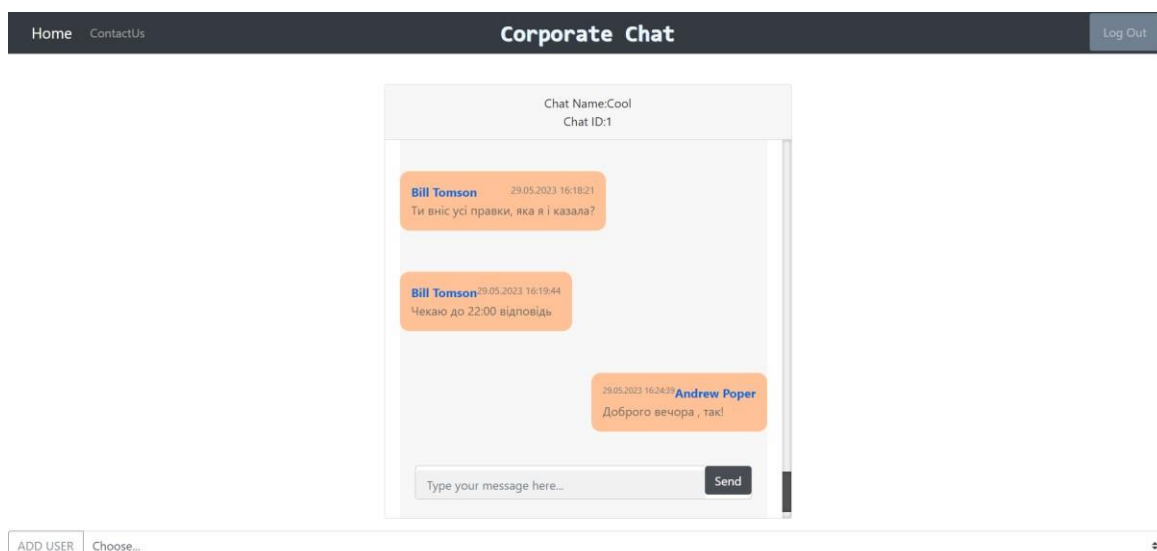 Home ContactUs Corporate Chat Log Out
Chat Name:Cool
Chat ID:1
Bill Tomson 29.05.2023 16:18:21
Ти вніс усі правки, яка я і казала?
Bill Tomson 29.05.2023 16:19:44
Чекаю до 22:00 відповідь
29.05.2023 16:24:39 Andrew Poper
Доброго вечора , так!
Type your message here... Send
ADD USER Choose...